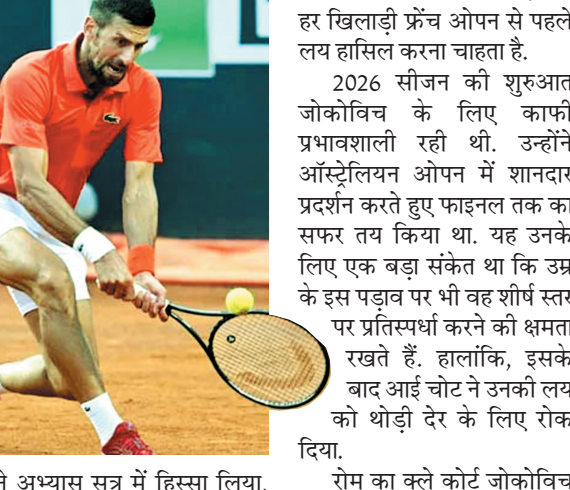 हर खिलाड़ी फ्रेंच ओपन से पहले
लय हासिल करना चाहता है.
2026 सीजन की शुरुआत
जोकोविच के लिए काफी
प्रभावशाली रही थी. उन्होंने
ऑस्ट्रेलियन ओपन में शानदार
प्रदर्शन करते हुए फाइनल तक का
सफर तय किया था. यह उनके
लिए एक बड़ा संकेत था कि उम्र
के इस पड़ाव पर भी वह शीर्ष स्तर
पर प्रतिस्पर्धा करने की क्षमता
रखते हैं. हालांकि, इसके
बाद आई चोट ने उनकी लय
को थोड़ी देर के लिए रोक
दिया.
रोम का क्ले कोर्ट जोकोविच
ने अभ्यास सत्र में हिस्सा लिया.